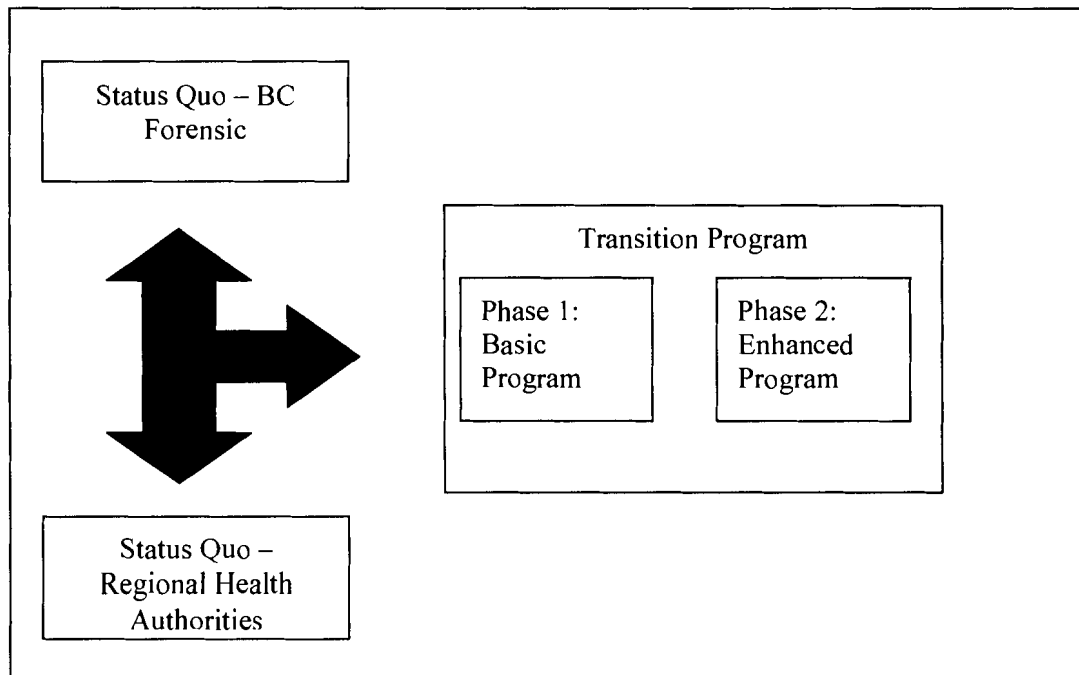 Status Quo – BC
Forensic
Transition Program
Phase 1:
Basic
Program
Phase 2:
Enhanced
Program
Status Quo –
Regional Health
Authorities